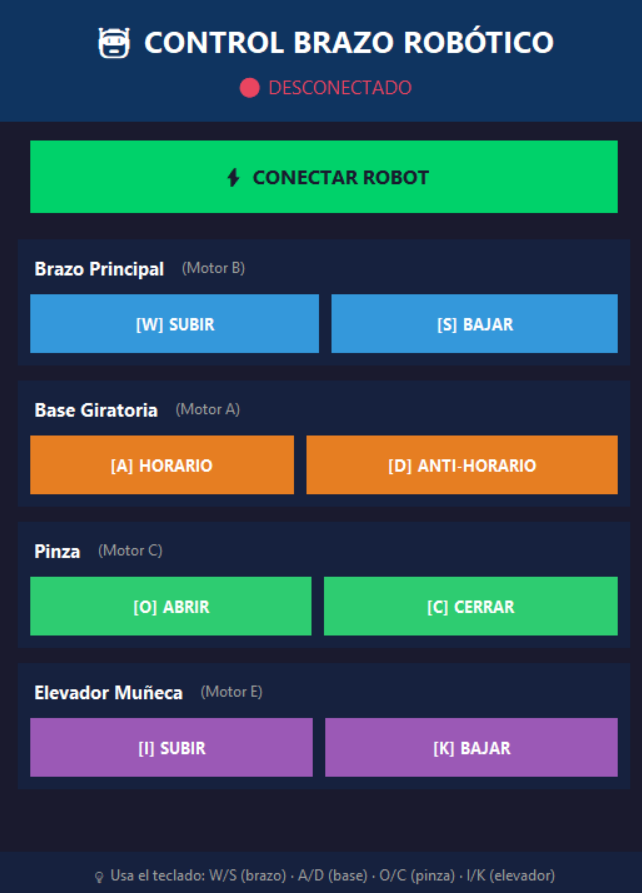 CONTROL BRAZO ROBÓTICO
DESCONECTADO
CONECTAR ROBOT
Brazo Principal (Motor B)
[W] SUBIR [S] BAJAR
Base Giratoria (Motor A)
[A] HORARIO [D] ANTI-HORARIO
Pinza (Motor C)
[O] ABRIR [C] CERRAR
Elevador Muñeca (Motor E)
[I] SUBIR [K] BAJAR
Usa el teclado: W/S (brazo) · A/D (base) · O/C (pinza) · I/K (elevador)